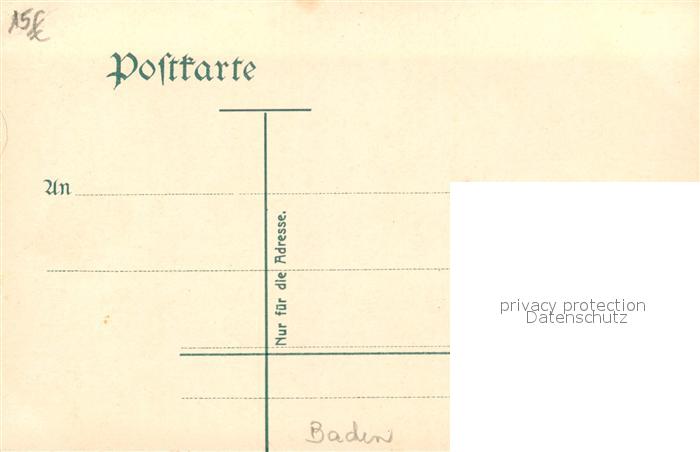 15€
Postkarte
An
Nur für die Adresse.
privacy protection
Datenschutz
Baden